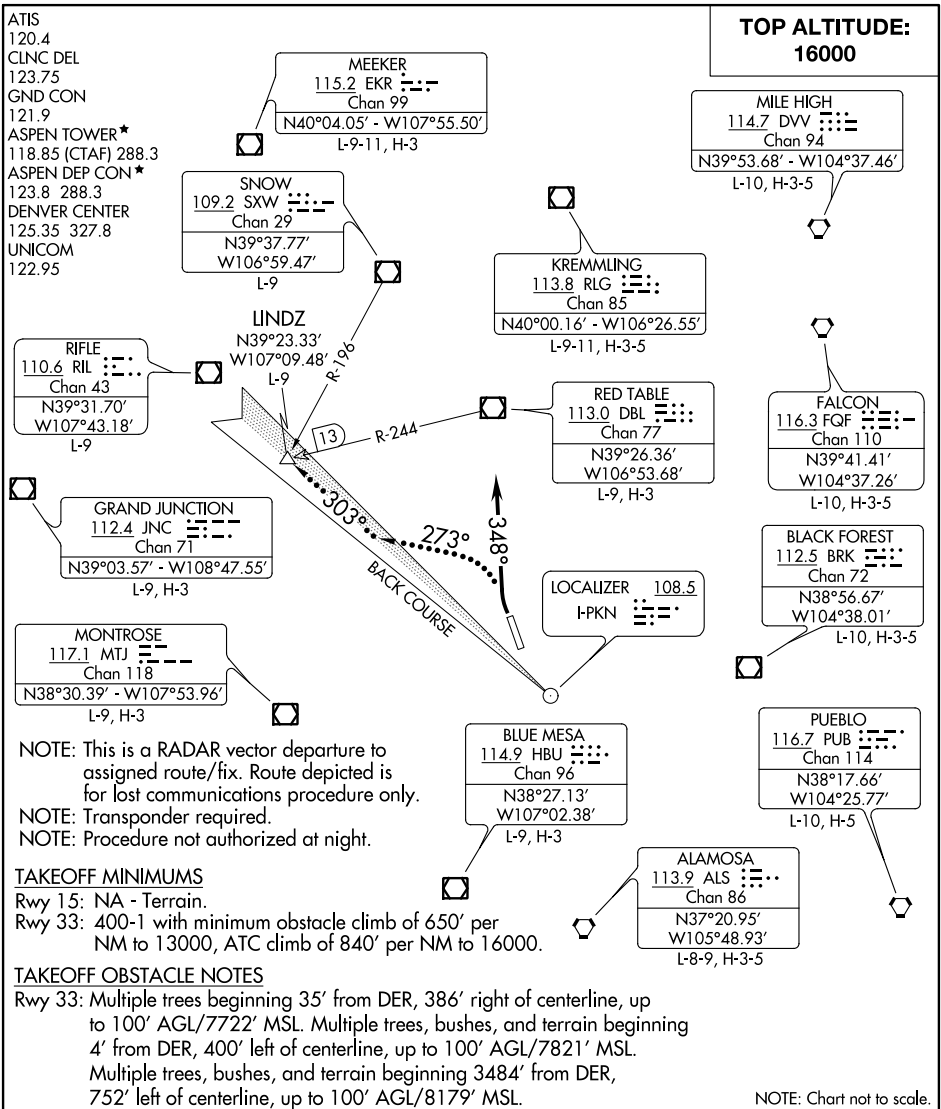 ATIS
120.4
CLNC DEL
123.75
GND CON
121.9
ASPEN TOWER★
118.85 (CTAF) 288.3
ASPEN DEP CON★
123.8 288.3
DENVER CENTER
125.35 327.8
UNICOM
122.95
TOP ALTITUDE:
16000
MEEKER
115.2 EKR
Chan 99
N40°04.05' - W107°55.50'
L-9-11, H-3
MILE HIGH
114.7 DVV
Chan 94
N39°53.68' - W104°37.46'
L-10, H-3-5
SNOW
109.2 SXW
Chan 29
N39°37.77'
W106°59.47'
L-9
KREMMLING
113.8 RLG
Chan 85
N40°00.16' - W106°26.55'
L-9-11, H-3-5
LINDZ
N39°23.33'
W107°09.48'
L-9
R-196
RIFLE
110.6 RIL
Chan 43
N39°31.70'
W107°43.18'
L-9
13
R-244
RED TABLE
113.0 DBL
Chan 77
N39°26.36'
W106°53.68'
L-9, H-3
FALCON
116.3 FQF
Chan 110
N39°41.41'
W104°37.26'
L-10, H-3-5
GRAND JUNCTION
112.4 JNC
Chan 71
N39°03.57' - W108°47.55'
L-9, H-3
303°
273°
348°
BACK COURSE
LOCALIZER 108.5
I-PKN
BLACK FOREST
112.5 BRK
Chan 72
N38°56.67'
W104°38.01'
L-10, H-3-5
MONTROSE
117.1 MTJ
Chan 118
N38°30.39' - W107°53.96'
L-9, H-3
BLUE MESA
114.9 HBU
Chan 96
N38°27.13'
W107°02.38'
L-9, H-3
PUEBLO
116.7 PUB
Chan 114
N38°17.66'
W104°25.77'
L-10, H-5
ALAMOSA
113.9 ALS
Chan 86
N37°20.95'
W105°48.93'
L-8-9, H-3-5
NOTE: This is a RADAR vector departure to
assigned route/fix. Route depicted is
for lost communications procedure only.
NOTE: Transponder required.
NOTE: Procedure not authorized at night.
TAKEOFF MINIMUMS
Rwy 15: NA - Terrain.
Rwy 33: 400-1 with minimum obstacle climb of 650' per
NM to 13000, ATC climb of 840' per NM to 16000.
TAKEOFF OBSTACLE NOTES
Rwy 33: Multiple trees beginning 35' from DER, 386' right of centerline, up
to 100' AGL/7722' MSL. Multiple trees, bushes, and terrain beginning
4' from DER, 400' left of centerline, up to 100' AGL/7821' MSL.
Multiple trees, bushes, and terrain beginning 3484' from DER,
752' left of centerline, up to 100' AGL/8179' MSL.
NOTE: Chart not to scale.